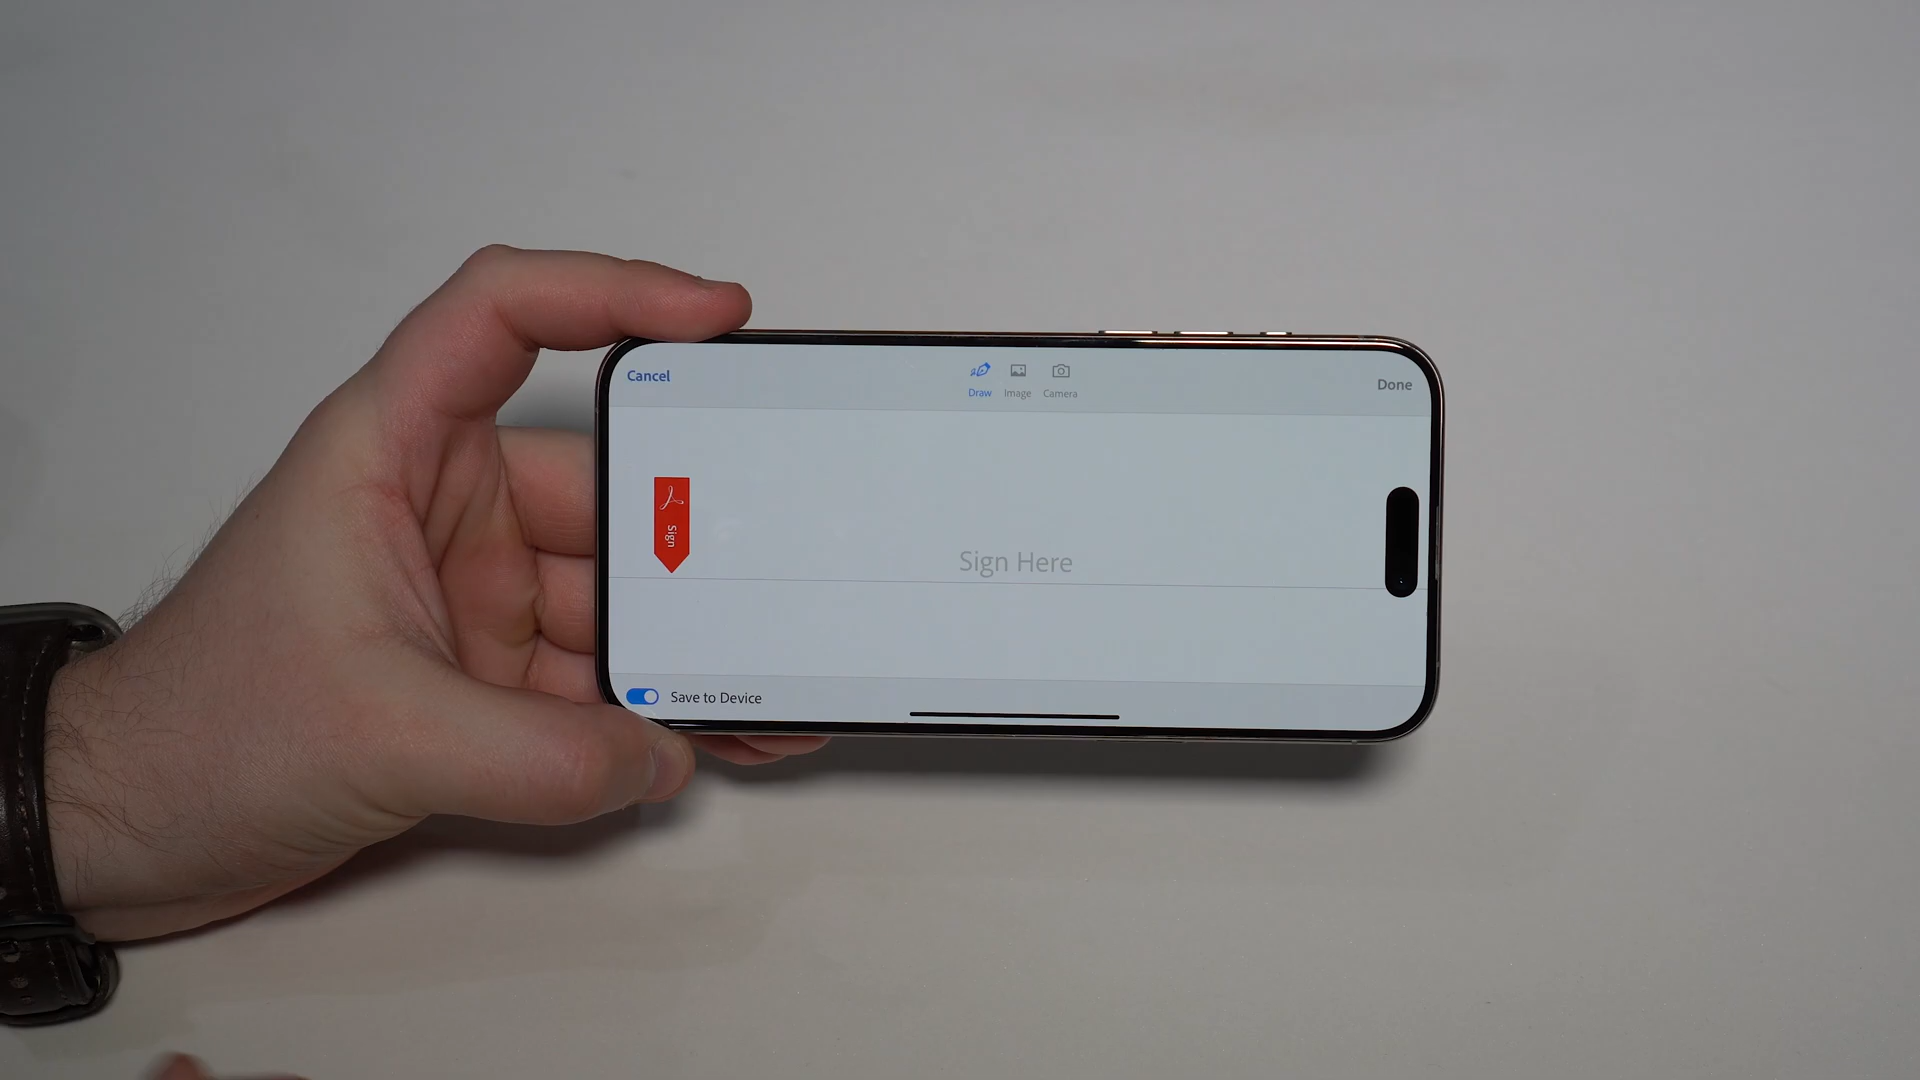 Cancel
Draw Image Camera
Done
Sign
Sign Here
Save to Device